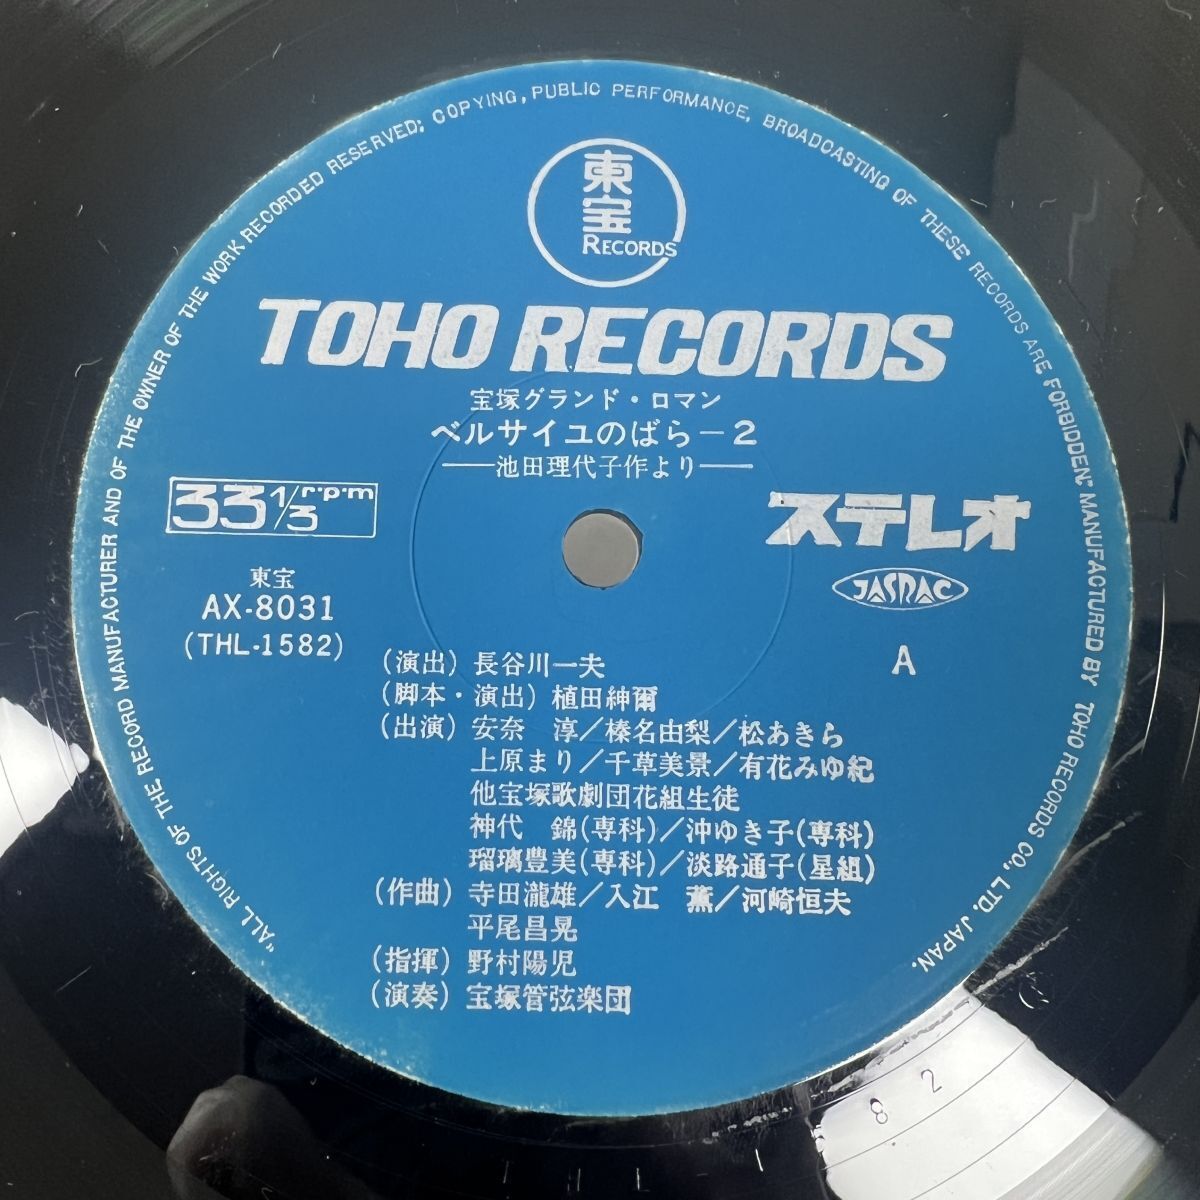 "ALL RIGHTS OF THE RECORD MANUFACTURER AND OF THE OWNER OF THE WORK RECORDED RESERVED; COPYING, PUBLIC PERFORMANCE, BROADCASTING OF THESE RECORDS ARE FORBIDDEN." MANUFACTURED BY TOHO RECORDS CO., LTD. JAPAN.
東宝
RECORDS
TOHO RECORDS
宝塚グランド・ロマン
ベルサイユのばら－2
——池田理代子作より——
33 1/3 r・p・m
ステレオ
JASRAC
東宝
AX-8031
(THL-1582)
A
(演出) 長谷川一夫
(脚本・演出) 植田紳爾
(出演) 安奈　淳／榛名由梨／松あきら
上原まり／千草美景／有花みゆ紀
他宝塚歌劇団花組生徒
神代　錦(専科)／沖ゆき子(専科)
瑠璃豊美(専科)／淡路通子(星組)
(作曲) 寺田瀧雄／入江　薫／河崎恒夫
平尾昌晃
(指揮) 野村陽児
(演奏) 宝塚管弦楽団
8 2